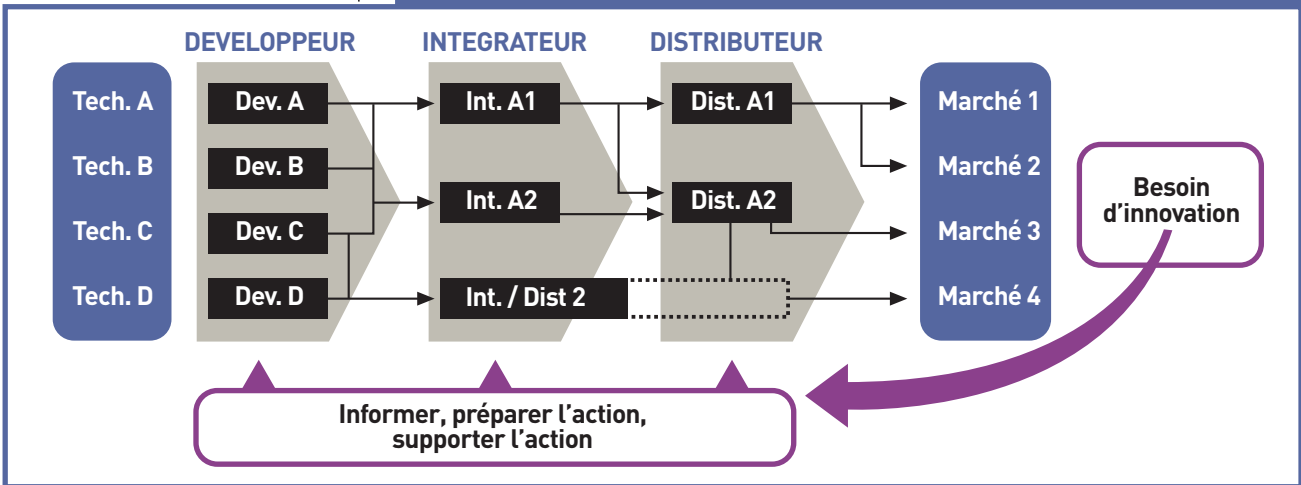 DEVELOPPEUR INTEGRATEUR DISTRIBUTEUR
Tech. A Dev. A Int. A1 Dist. A1 Marché 1
Tech. B Dev. B Marché 2
Int. A2 Dist. A2
Tech. C Dev. C Marché 3
Tech. D Dev. D Int. / Dist 2 Marché 4
Besoin
d'innovation
Informer, préparer l'action,
supporter l'action